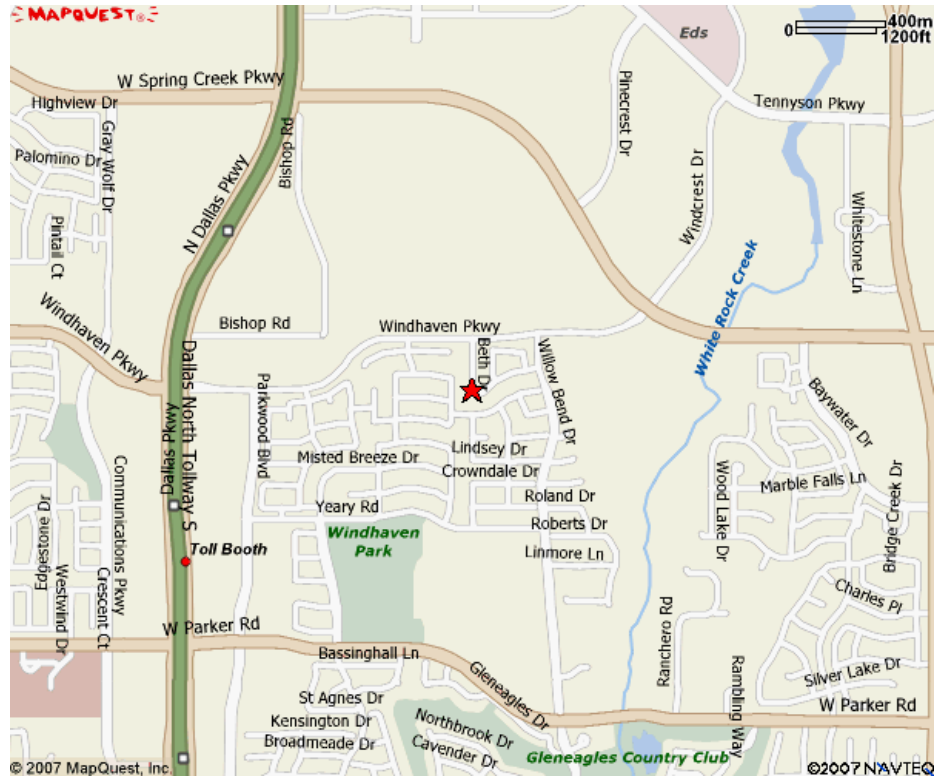 MAPQUEST®
0 400m
1200ft
Eds
W Spring Creek Pkwy
Highview Dr
Gray Wolf Dr
Palomino Dr
Pintail Ct
N Dallas Pkwy
Bishop Rd
Pinecrest Dr
Tennyson Pkwy
Windcrest Dr
Whitestone Ln
White Rock Creek
Windhaven Pkwy
Bishop Rd
Windhaven Pkwy
Beth Dr
Willow Bend Dr
Dallas Pkwy
Dallas North Tollway S
Parkwood Blvd
Baywater Dr
Lindsey Dr
Misted Breeze Dr
Crowndale Dr
Wood Lake Dr
Marble Falls Ln
Bridge Creek Dr
Communications Pkwy
Edgestone Dr
Westwind Dr
Crescent Ct
Yeary Rd
Roland Dr
Roberts Dr
Windhaven
Park
Linmore Ln
Toll Booth
Charles Pl
W Parker Rd
Ranchero Rd
Bassinghall Ln
Gleneagles Dr
Silver Lake Dr
Rambling Way
W Parker Rd
St Agnes Dr
Kensington Dr
Broadmeade Dr
Northbrook Dr
Cavender Dr
Gleneagles Country Club
© 2007 MapQuest, Inc.
©2007 NAVTEQ